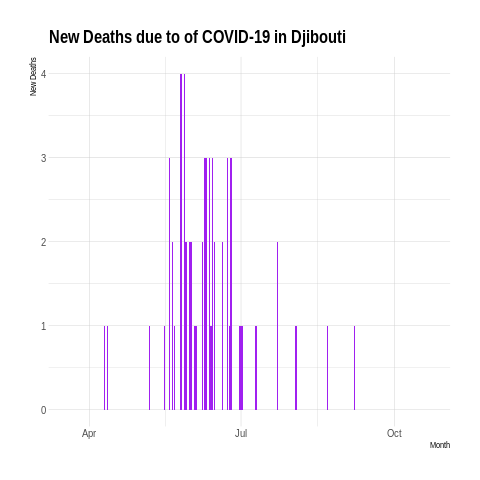 New Deaths due to of COVID-19 in Djibouti
New Deaths
4
3
2
1
0
Apr
Jul
Oct
Month